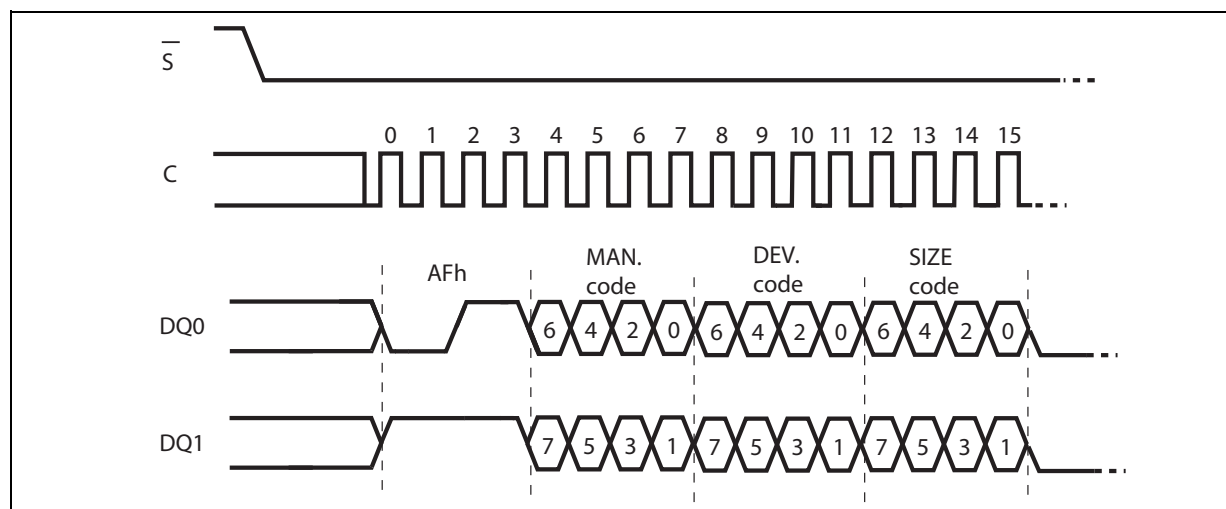 S
0 1 2 3 4 5 6 7 8 9 10 11 12 13 14 15
C
AFh
MAN. code
DEV. code
SIZE code
DQ0
6 4 2 0 6 4 2 0 6 4 2 0
DQ1
7 5 3 1 7 5 3 1 7 5 3 1